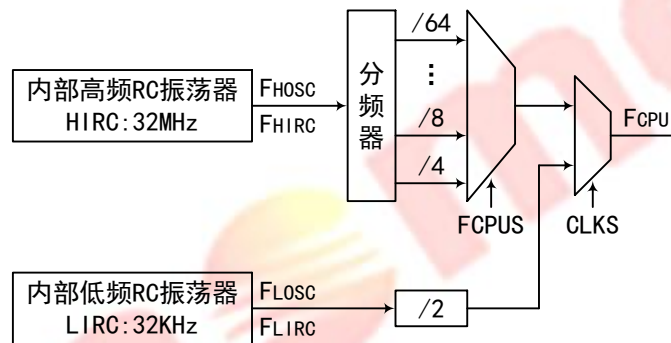 内部高频RC振荡器
HIRC:32MHz
FHOSC
FHIRC
分频器
/64
...
/8
/4
FCPUS
CLKS
FCPU
内部低频RC振荡器
LIRC:32KHz
FLOSC
FLIRC
/2